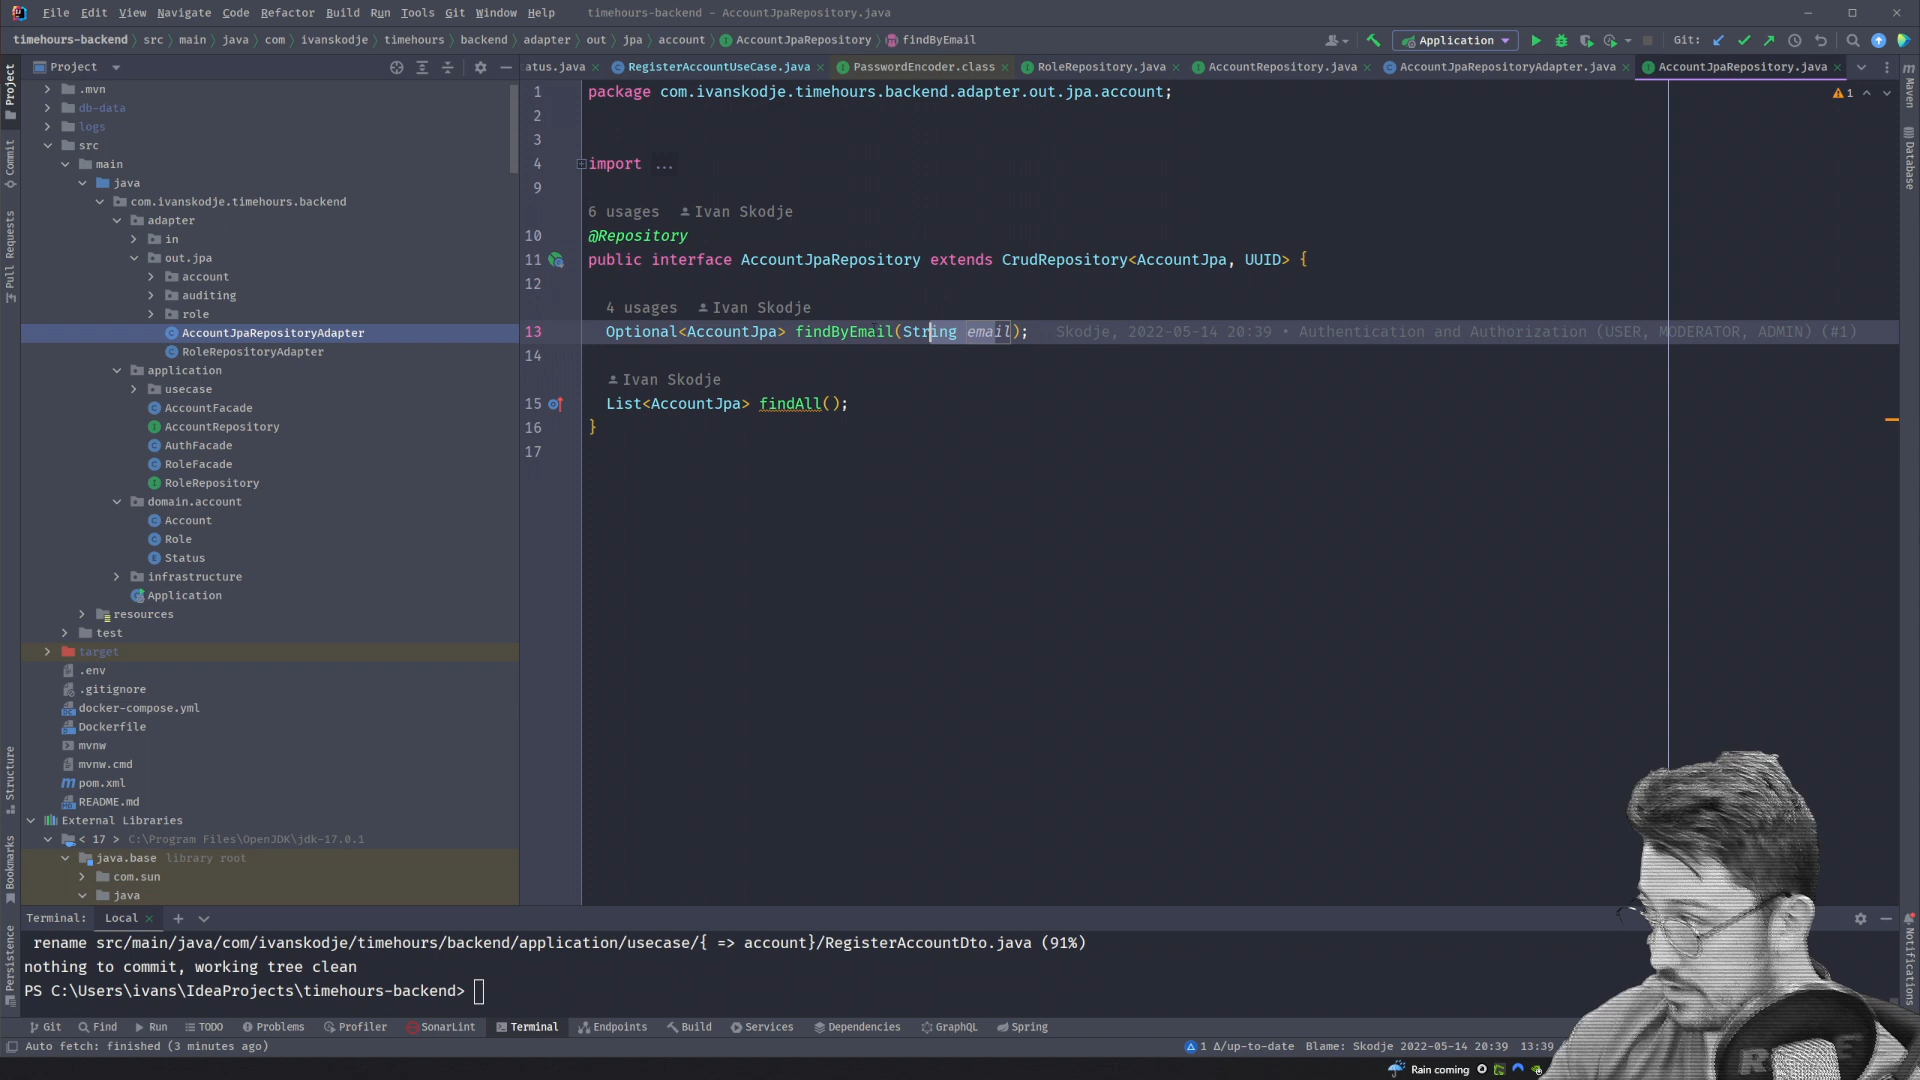 File Edit View Navigate Code Refactor Build Run Tools Git Window Help timehours-backend – AccountJpaRepository.java
timehours-backend src main java com ivanskodje timehours backend adapter out jpa account AccountJpaRepository findByEmail Application Git:
Project
atus.java RegisterAccountUseCase.java PasswordEncoder.class RoleRepository.java AccountRepository.java AccountJpaRepositoryAdapter.java AccountJpaRepository.java
Project
Commit
Pull Requests
Structure
Bookmarks
Persistence
.mvn
db-data
logs
src
main
java
com.ivanskodje.timehours.backend
adapter
in
out.jpa
account
auditing
role
AccountJpaRepositoryAdapter
RoleRepositoryAdapter
application
usecase
AccountFacade
AccountRepository
AuthFacade
RoleFacade
RoleRepository
domain.account
Account
Role
Status
infrastructure
Application
resources
test
target
.env
.gitignore
docker-compose.yml
Dockerfile
mvnw
mvnw.cmd
pom.xml
README.md
External Libraries
< 17 > C:\Program Files\OpenJDK\jdk-17.0.1
java.base library root
com.sun
java
1 package com.ivanskodje.timehours.backend.adapter.out.jpa.account;
2
3
4 import ...
9
6 usages Ivan Skodje
10 @Repository
11 public interface AccountJpaRepository extends CrudRepository<AccountJpa, UUID> {
12
4 usages Ivan Skodje
13 Optional<AccountJpa> findByEmail(String email); Skodje, 2022-05-14 20:39 • Authentication and Authorization (USER, MODERATOR, ADMIN) (#1)
14
Ivan Skodje
15 List<AccountJpa> findAll();
16 }
17
1
Maven
Database
Notifications
Terminal: Local
rename src/main/java/com/ivanskodje/timehours/backend/application/usecase/{ => account}/RegisterAccountDto.java (91%)
nothing to commit, working tree clean
PS C:\Users\ivans\IdeaProjects\timehours-backend>
Git Find Run TODO Problems Profiler SonarLint Terminal Endpoints Build Services Dependencies GraphQL Spring
Auto fetch: finished (3 minutes ago) 1 Δ/up-to-date Blame: Skodje 2022-05-14 20:39 13:39
Rain coming